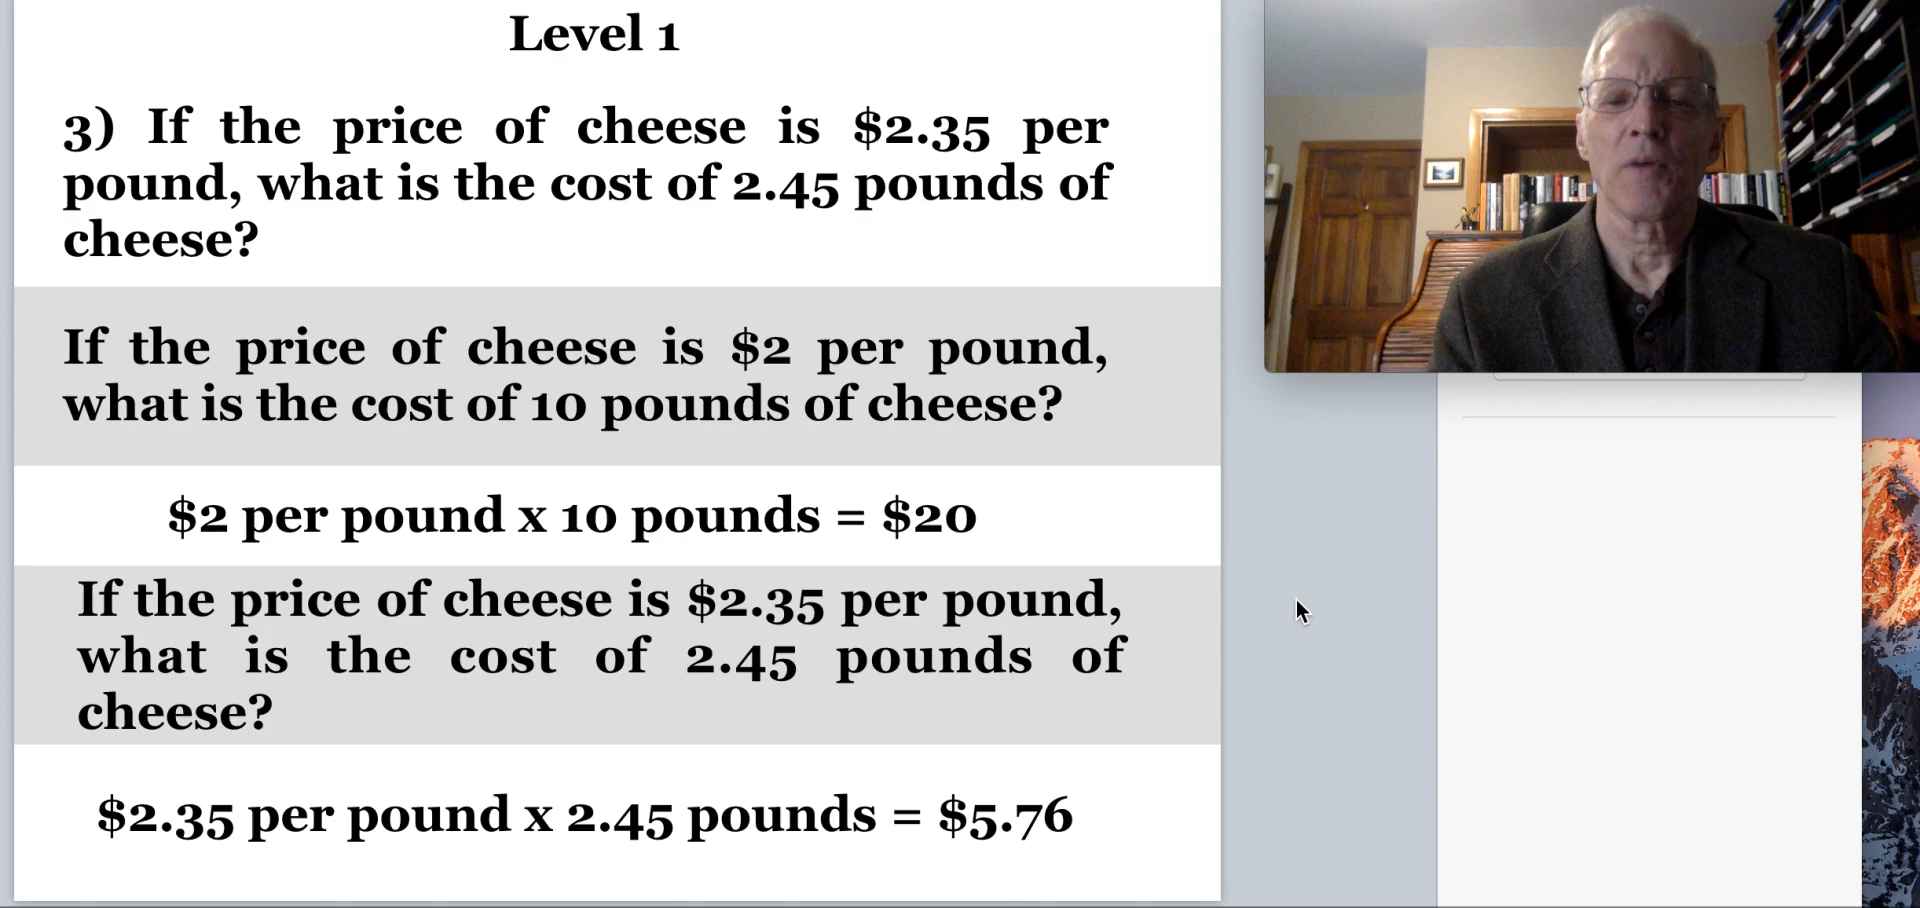 Level 1
3) If the price of cheese is $2.35 per
pound, what is the cost of 2.45 pounds of
cheese?
If the price of cheese is $2 per pound,
what is the cost of 10 pounds of cheese?
$2 per pound x 10 pounds = $20
If the price of cheese is $2.35 per pound,
what is the cost of 2.45 pounds of
cheese?
$2.35 per pound x 2.45 pounds = $5.76